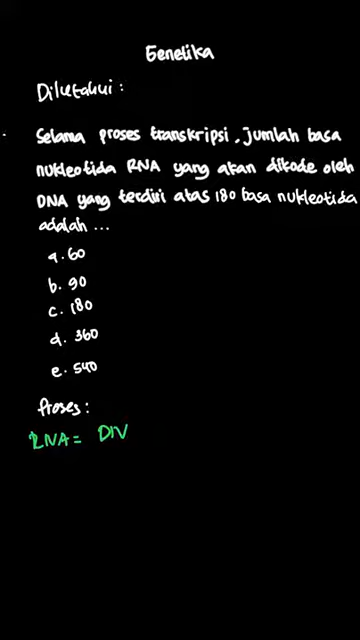 Genetika
Diketahui :
Selama proses transkripsi, jumlah basa
nukleotida RNA yang akan dikode oleh
DNA yang terdiri atas 180 basa nukleotida
adalah ...
a. 60
b. 90
c. 180
d. 360
e. 540
Proses :
RNA = DN